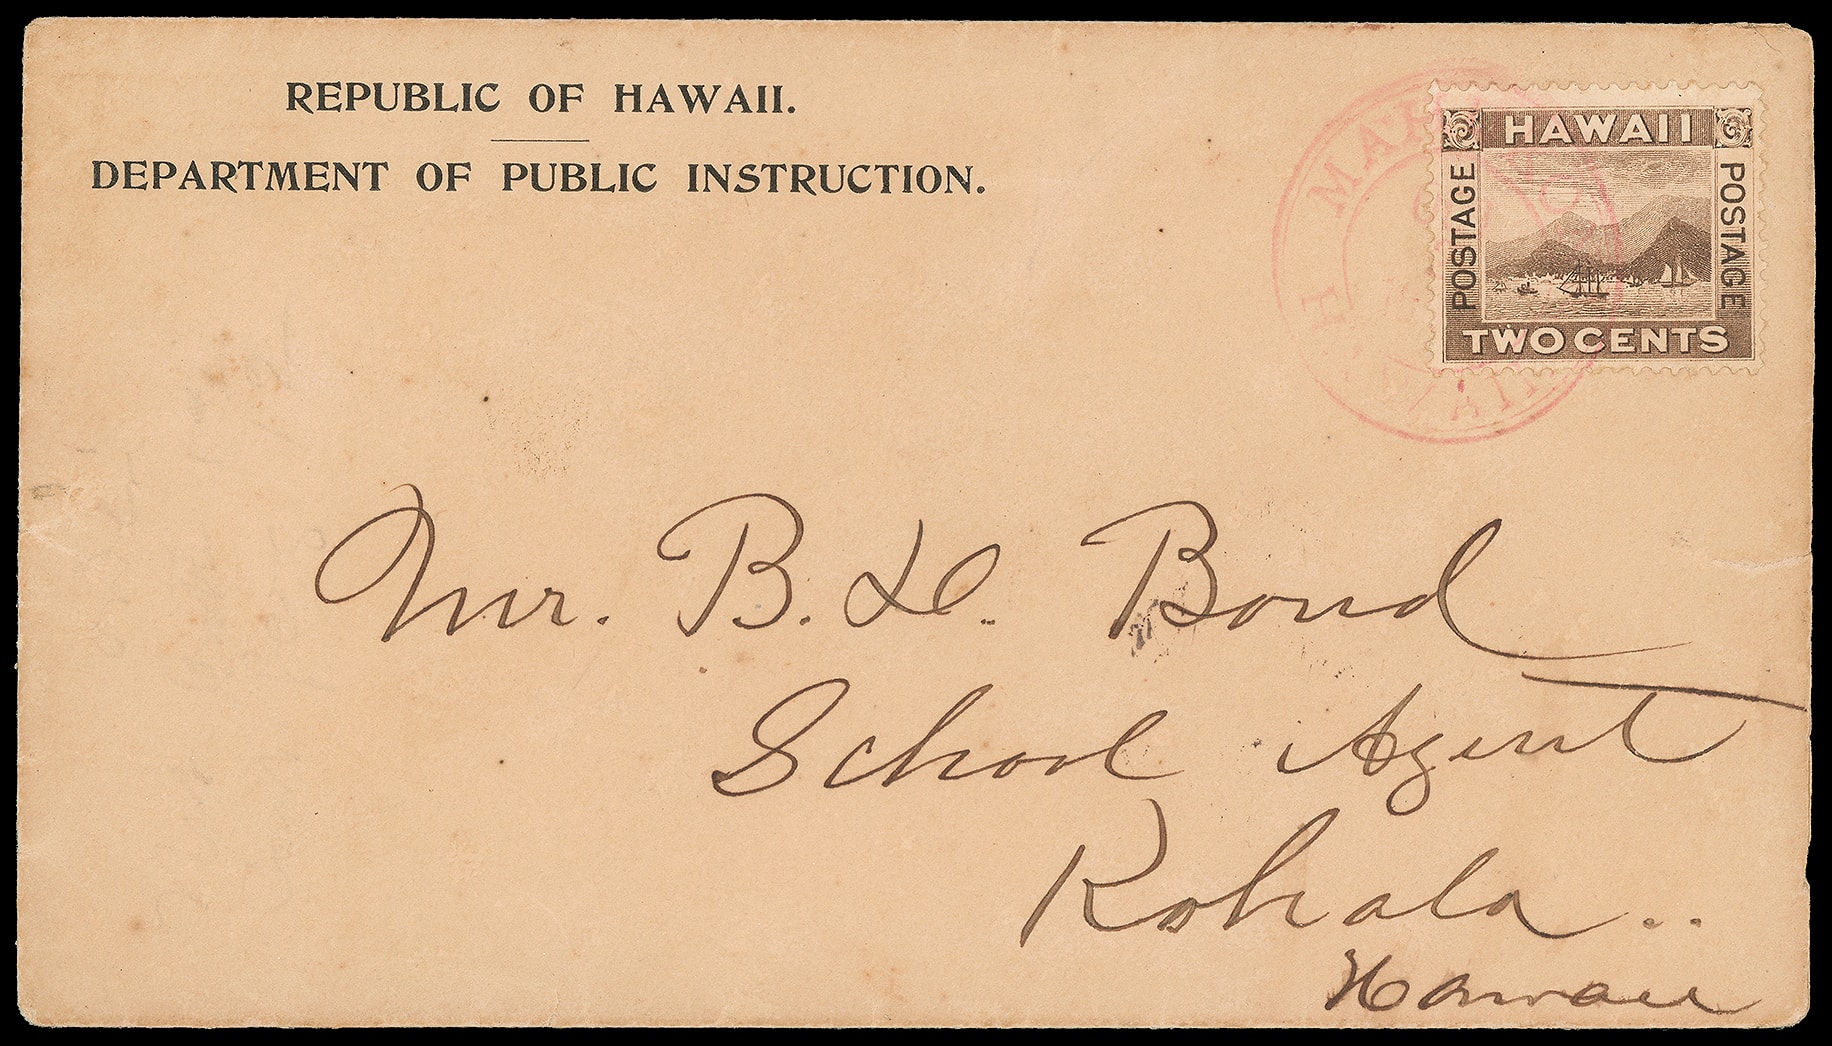 REPUBLIC OF HAWAII.
DEPARTMENT OF PUBLIC INSTRUCTION.
HAWAII
POSTAGE
POSTAGE
TWO CENTS
Mr. B. D. Bond
School Agent
Kohala..
Hawaii